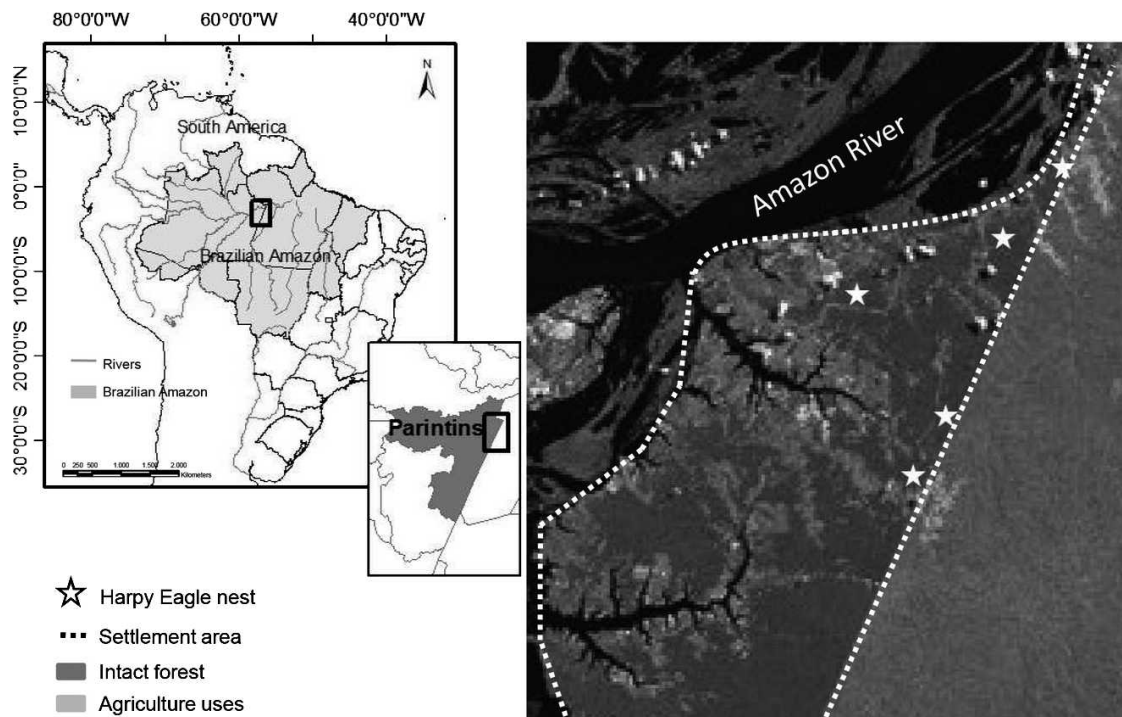 80°0'0"W 60°0'0"W 40°0'0"W
N
10°0'0"N
South America
0°0'0"
Brazilian Amazon
10°0'0"S
20°0'0"S
30°0'0"S
Rivers
Brazilian Amazon
0 250 500 1.000 1.500 2.000
Kilometers
Parintins
Amazon River
Harpy Eagle nest
Settlement area
Intact forest
Agriculture uses